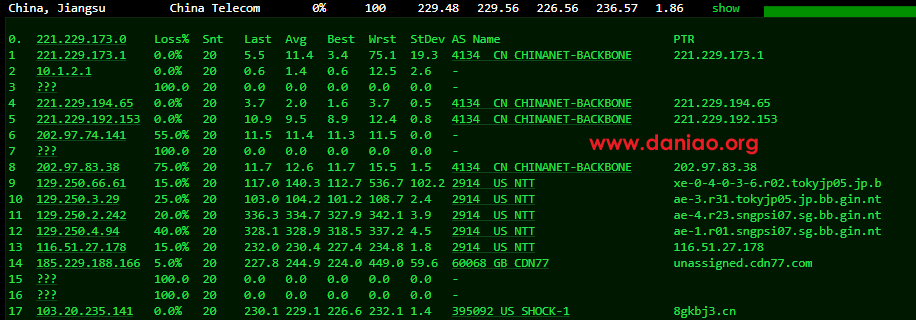 China, Jiangsu China Telecom 0% 100 229.48 229.56 226.56 236.57 1.86 show
0. 221.229.173.0 Loss% Snt Last Avg Best Wrst StDev AS Name PTR
1 221.229.173.1 0.0% 20 5.5 11.4 3.4 75.1 19.3 4134 CN CHINANET-BACKBONE 221.229.173.1
2 10.1.2.1 0.0% 20 0.6 1.4 0.6 12.5 2.6 -
3 ??? 100.0 20 0.0 0.0 0.0 0.0 0.0 -
4 221.229.194.65 0.0% 20 3.7 2.0 1.6 3.7 0.5 4134 CN CHINANET-BACKBONE 221.229.194.65
5 221.229.192.153 0.0% 20 10.9 9.5 8.9 12.4 0.8 4134 CN CHINANET-BACKBONE 221.229.192.153
6 202.97.74.141 55.0% 20 11.5 11.4 11.3 11.5 0.0 -
www.daniao.org
7 ??? 100.0 20 0.0 0.0 0.0 0.0 0.0 -
8 202.97.83.38 75.0% 20 11.7 12.6 11.7 15.5 1.5 4134 CN CHINANET-BACKBONE 202.97.83.38
9 129.250.66.61 15.0% 20 117.0 140.3 112.7 536.7 102.2 2914 US NTT xe-0-4-0-3-6.r02.tokyjp05.jp.b
10 129.250.3.29 25.0% 20 103.0 104.2 101.2 108.7 2.4 2914 US NTT ae-3.r31.tokyjp05.jp.bb.gin.nt
11 129.250.2.242 20.0% 20 336.3 334.7 327.9 342.1 3.9 2914 US NTT ae-4.r23.sngpsi07.sg.bb.gin.nt
12 129.250.4.94 40.0% 20 328.1 328.9 318.5 337.2 4.5 2914 US NTT ae-1.r01.sngpsi07.sg.bb.gin.nt
13 116.51.27.178 15.0% 20 232.0 230.4 227.4 234.8 1.8 2914 US NTT 116.51.27.178
14 185.229.188.166 5.0% 20 227.8 244.9 224.0 449.0 59.6 60068 GB CDN77 unassigned.cdn77.com
15 ??? 100.0 20 0.0 0.0 0.0 0.0 0.0 -
16 ??? 100.0 20 0.0 0.0 0.0 0.0 0.0 -
17 103.20.235.141 0.0% 20 230.1 229.1 226.6 232.1 1.4 395092 US SHOCK-1 8gkbj3.cn